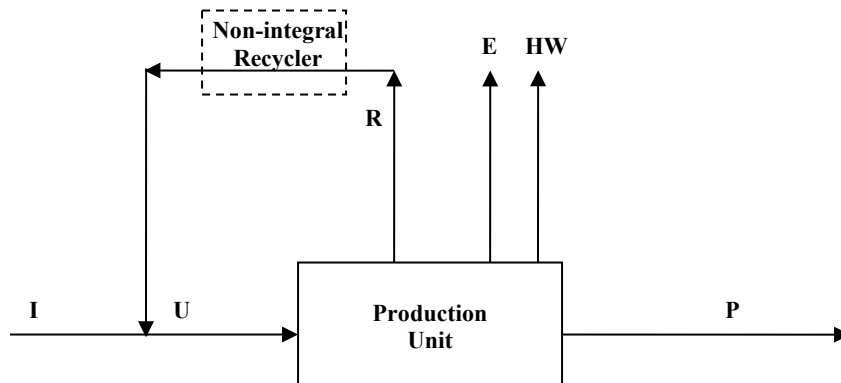 Non-integral
Recycler
E HW
R
I U
Production
Unit
P